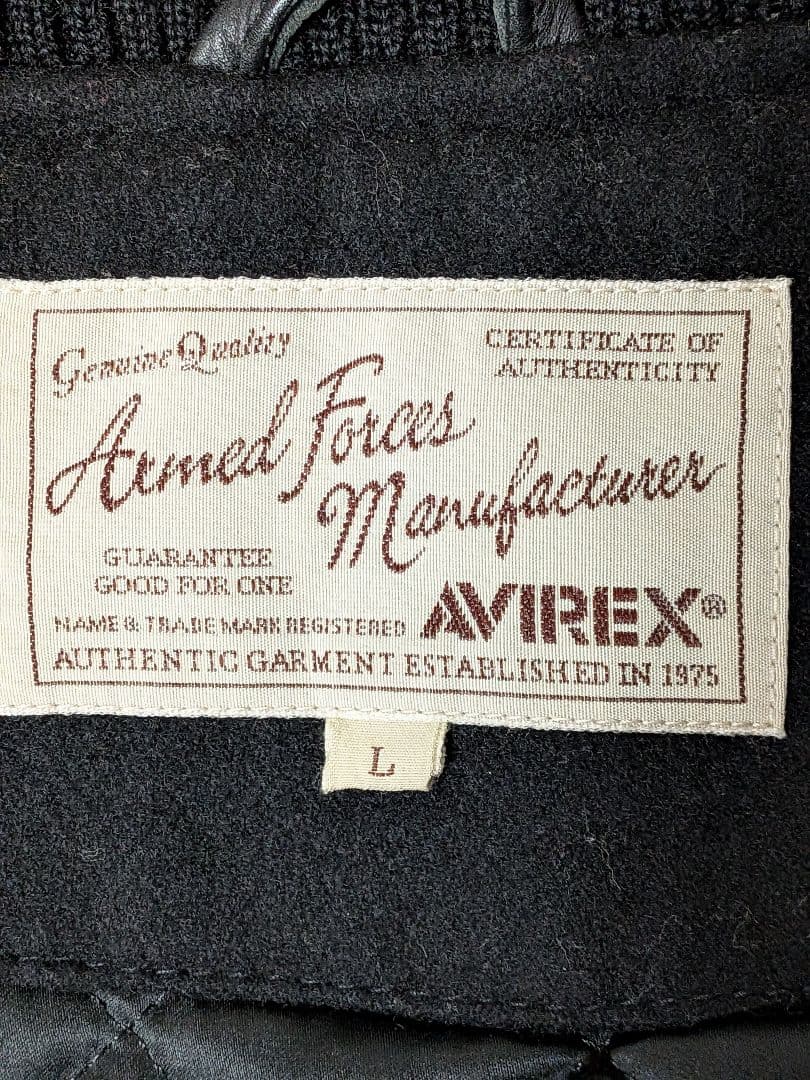 Genuine Quality
CERTIFICATE OF
AUTHENTICITY
Armed Forces
Manufacturer
GUARANTEE
GOOD FOR ONE
NAME & TRADE MARK REGISTERED
AVIREX®
AUTHENTIC GARMENT ESTABLISHED IN 1975
L